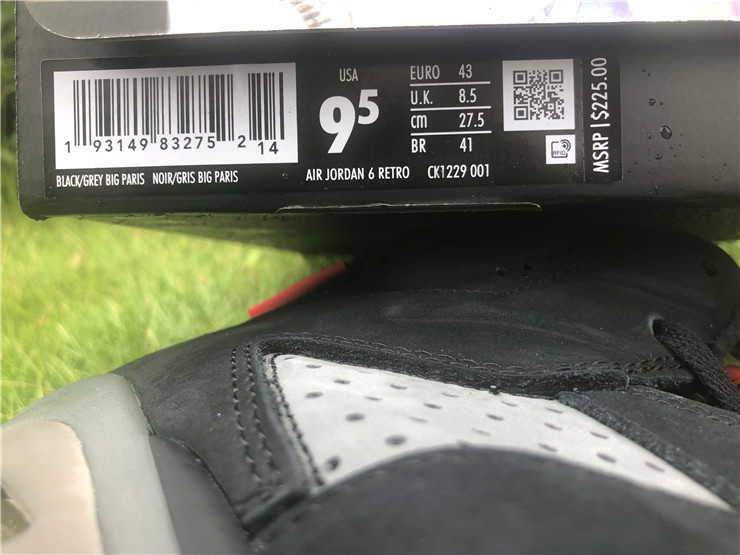 USA
9⁵
EURO 43
U.K. 8.5
cm 27.5
BR 41
RFID
MSRP | $225.00
1 93149 83275 2
14
BLACK/GREY BIG PARIS NOIR/GRIS BIG PARIS
AIR JORDAN 6 RETRO CK1229 001